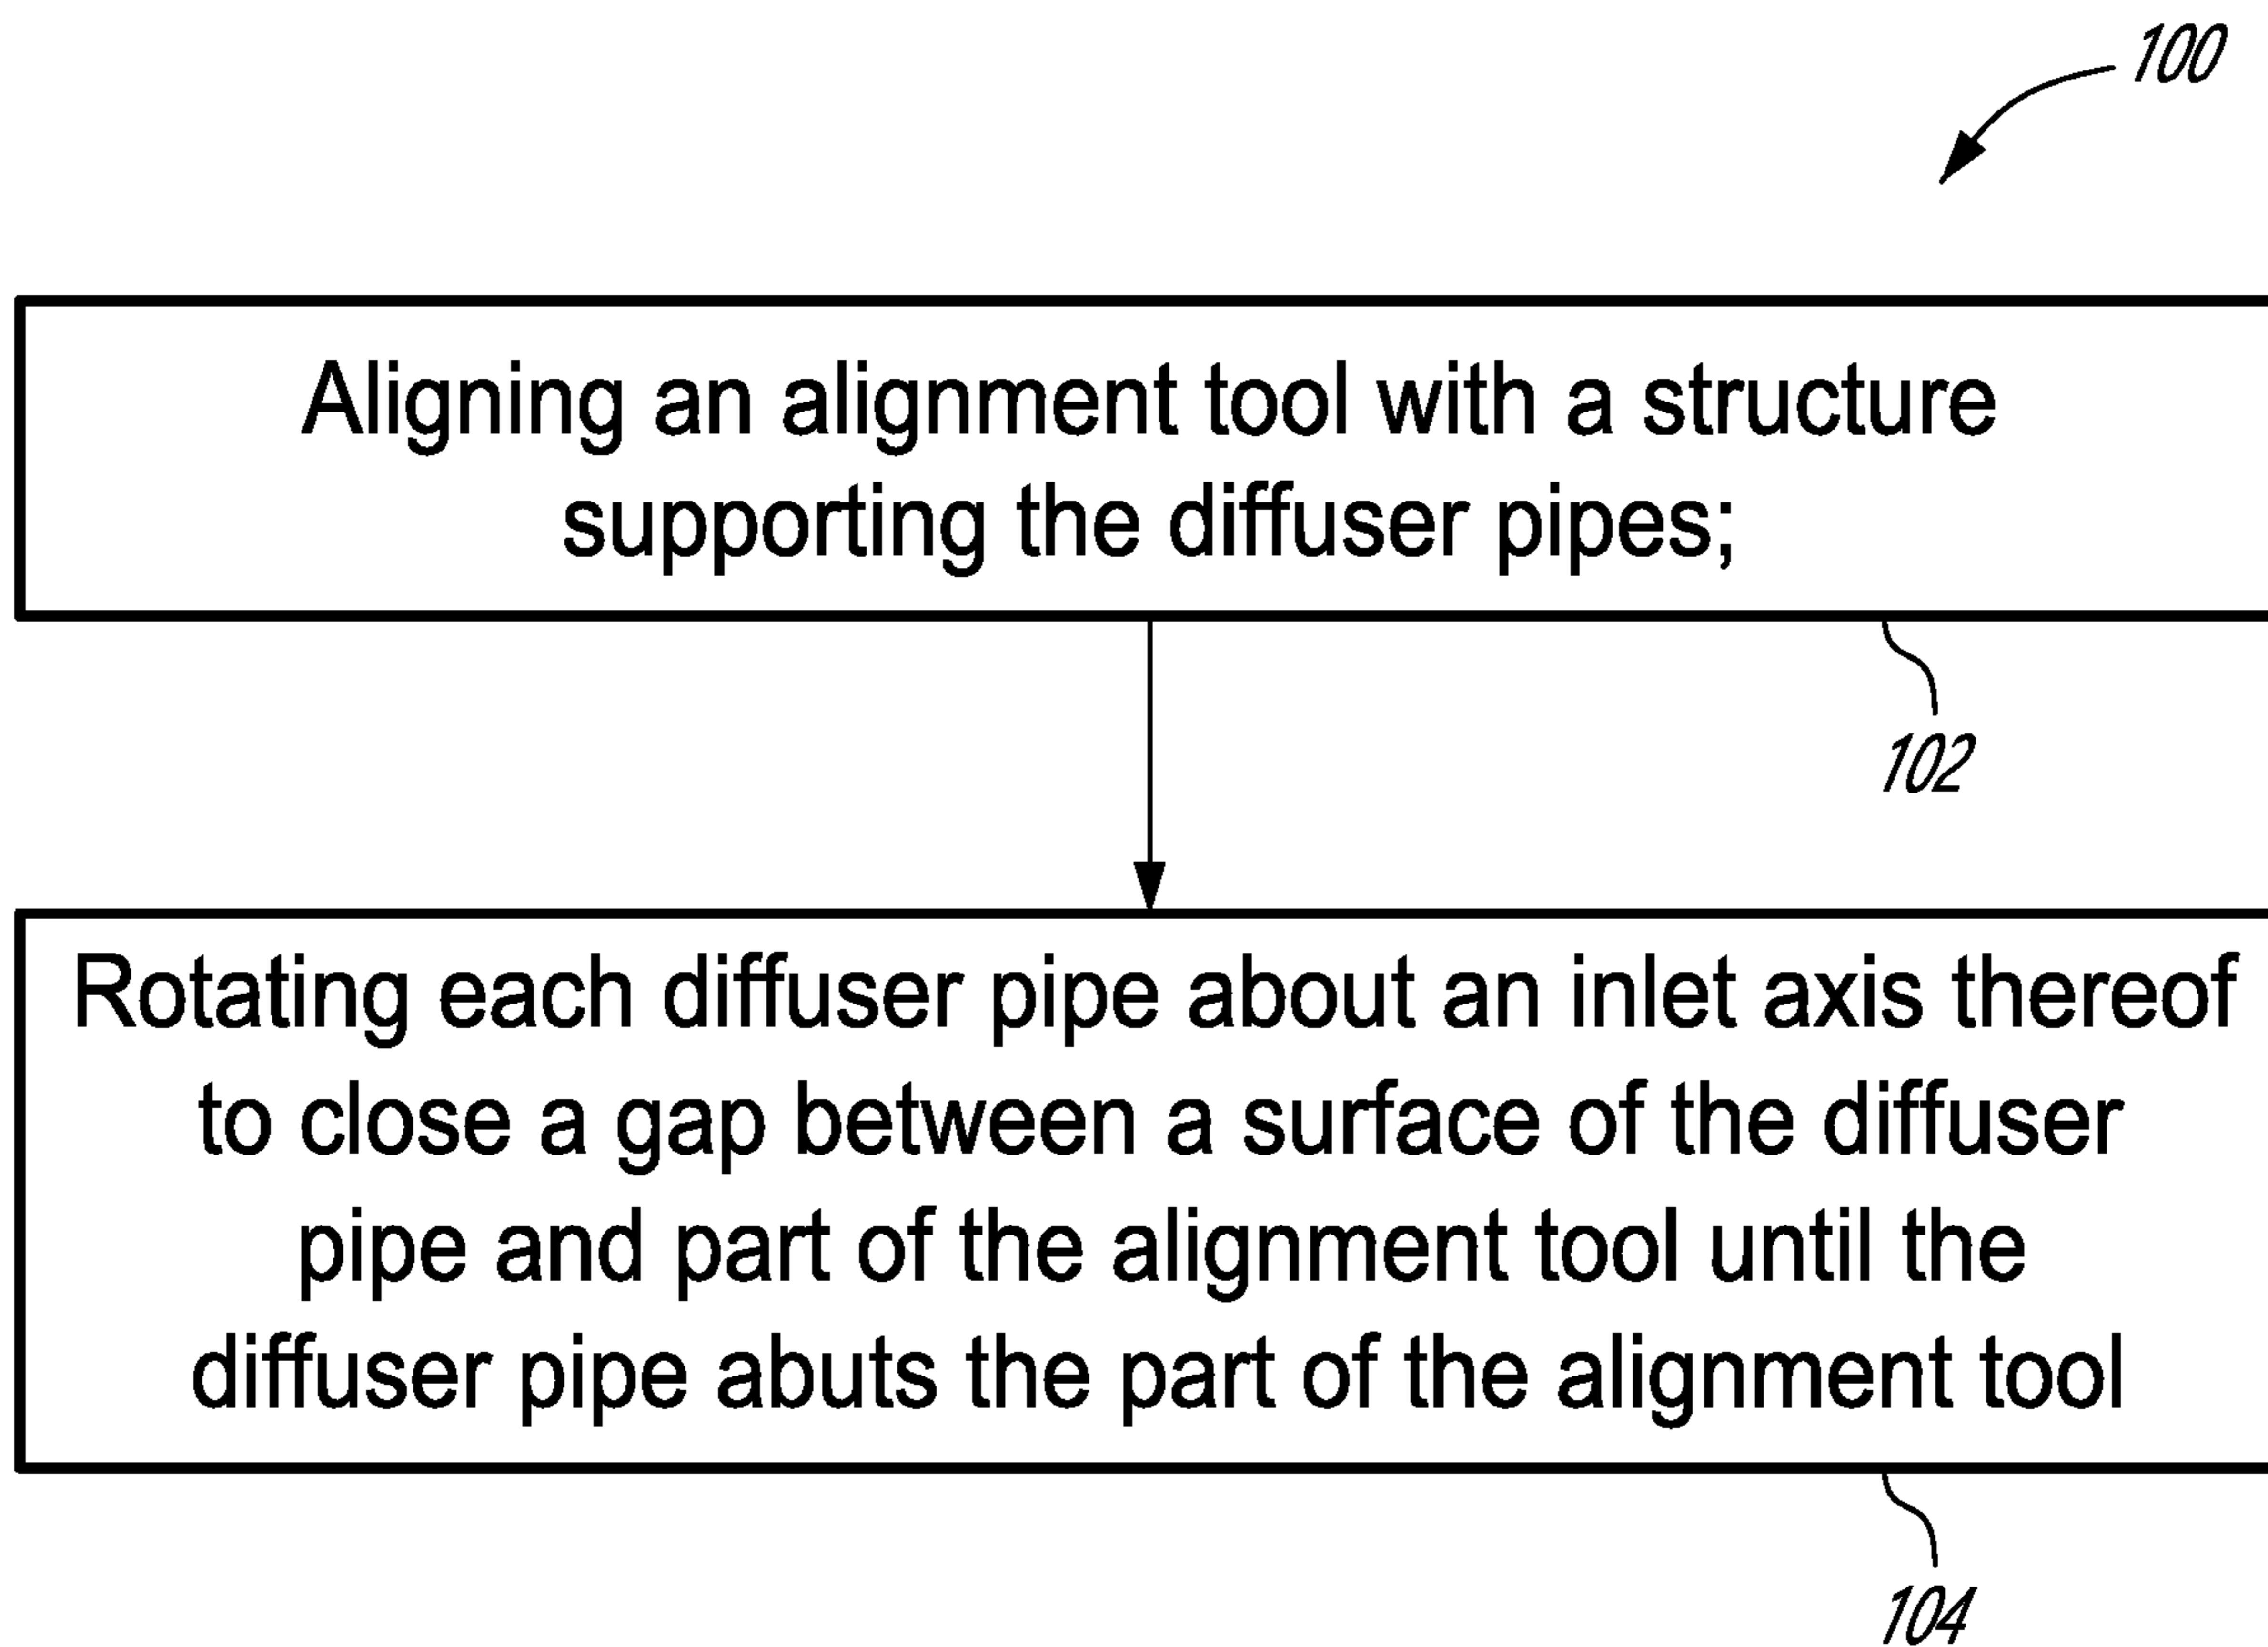 100
Aligning an alignment tool with a structure
supporting the diffuser pipes;
102
Rotating each diffuser pipe about an inlet axis thereof
to close a gap between a surface of the diffuser
pipe and part of the alignment tool until the
diffuser pipe abuts the part of the alignment tool
104